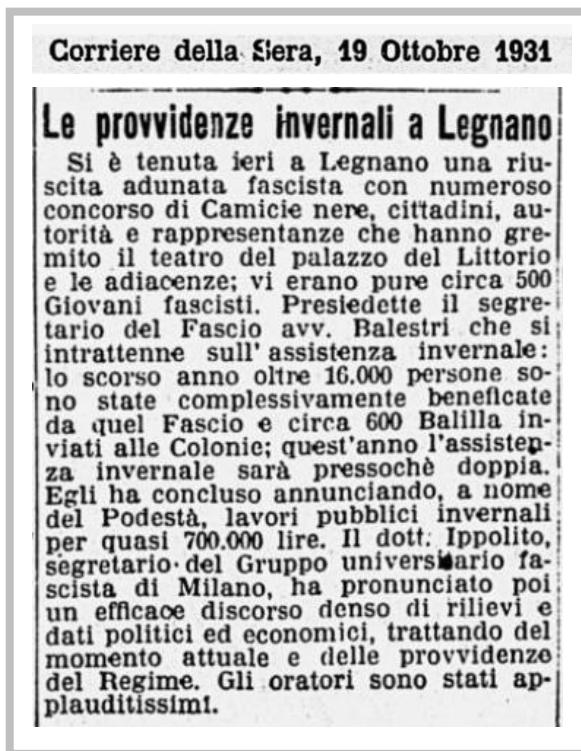 Corriere della Sera, 19 Ottobre 1931
Le provvidenze invernali a Legnano
Si è tenuta ieri a Legnano una riu-
scita adunata fascista con numeroso
concorso di Camicie nere, cittadini, au-
torità e rappresentanze che hanno gre-
mito il teatro del palazzo del Littorio
e le adiacenze; vi erano pure circa 500
Giovani fascisti. Presiedette il segre-
tario del Fascio avv. Balestri che si
intrattenne sull'assistenza invernale:
lo scorso anno oltre 16.000 persone so-
no state complessivamente beneficate
da quel Fascio e circa 600 Balilla in-
viati alle Colonie; quest'anno l'assisten-
za invernale sarà pressochè doppia.
Egli ha concluso annunciando, a nome
del Podestà, lavori pubblici invernali
per quasi 700.000 lire. Il dott. Ippolito,
segretario del Gruppo universitario fa-
scista di Milano, ha pronunciato poi
un efficace discorso denso di rilievi e
dati politici ed economici, trattando del
momento attuale e delle provvidenze
del Regime. Gli oratori sono stati ap-
plauditissimi.